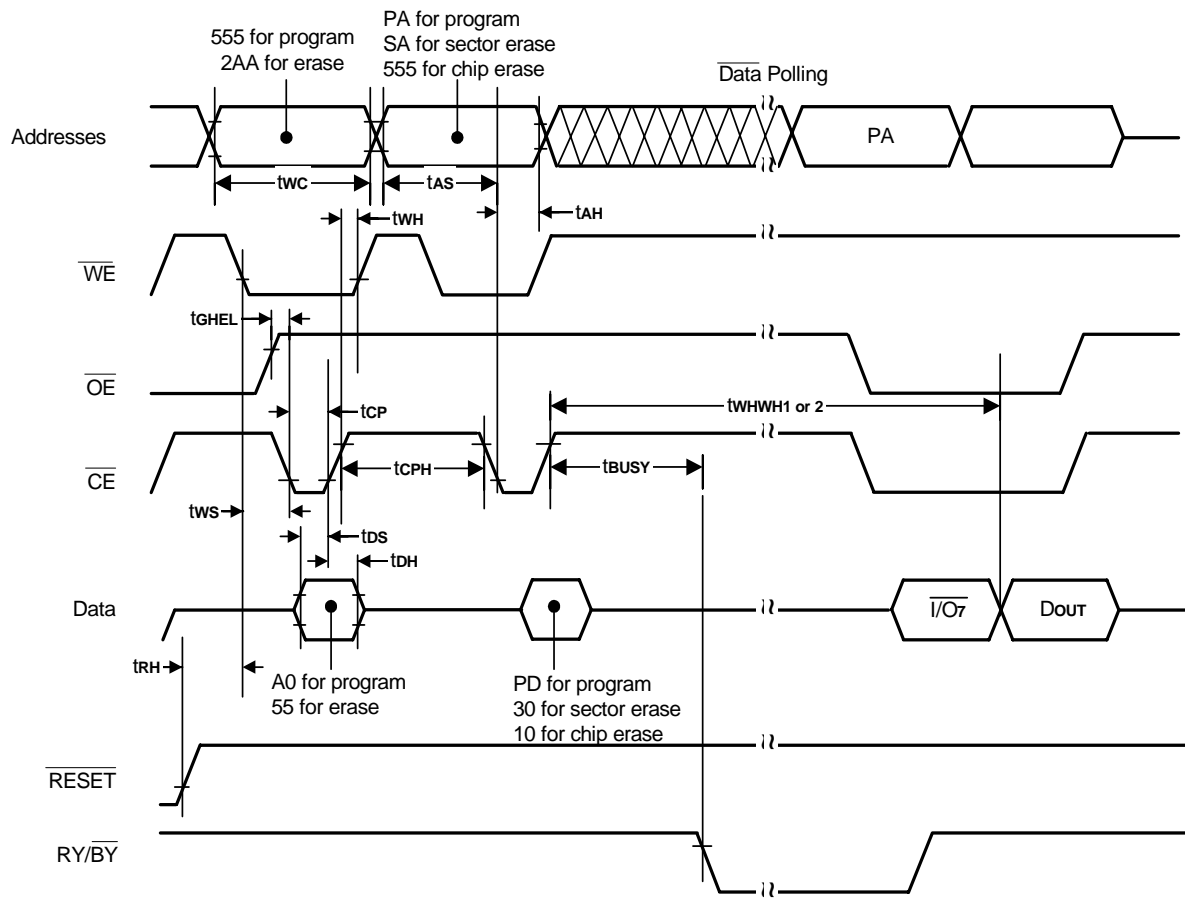 555 for program
2AA for erase
PA for program
SA for sector erase
555 for chip erase
Data Polling
Addresses
PA
tWC
tAS
tWH
tAH
WE
tGHEL
OE
tCP
tWHWH1 or 2
CE
tCPH
tBUSY
tWS
tDS
tDH
Data
I/O7
DOUT
tRH
A0 for program
55 for erase
PD for program
30 for sector erase
10 for chip erase
RESET
RY/BY